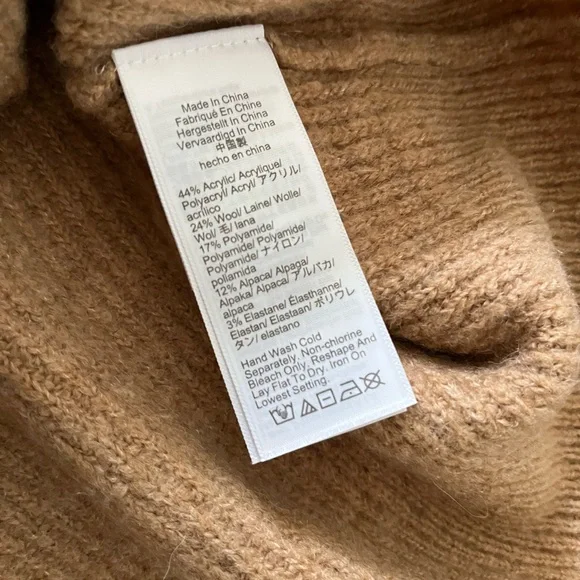 Made In China
Fabriqué En Chine
Hergestellt In China
Vervaardigd In China
中国製
hecho en china
44% Acrylic/ Acrylique/
Polyacryl/ Acryl/ アクリル/
acrílico
24% Wool/ Laine/ Wolle/
Wol/ 毛/ lana
17% Polyamide/
Polyamide/ Polyamid/
Polyamide/ ナイロン/
poliamida
12% Alpaca/ Alpaga/
Alpaka/ Alpaca/ アルパカ/
alpaca
3% Elastane/ Élasthanne/
Elastan/ Elastaan/ ポリウレ
タン/ elastano
Hand Wash Cold
Separately, Non-chlorine
Bleach Only, Reshape And
Lay Flat To Dry. Iron On
Lowest Setting.